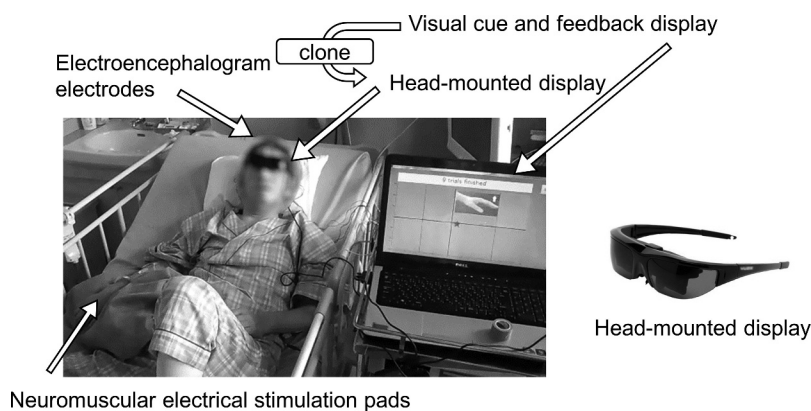 Visual cue and feedback display
clone
Electroencephalogram
electrodes
Head-mounted display
9 trials finished
DELL
Head-mounted display
Neuromuscular electrical stimulation pads